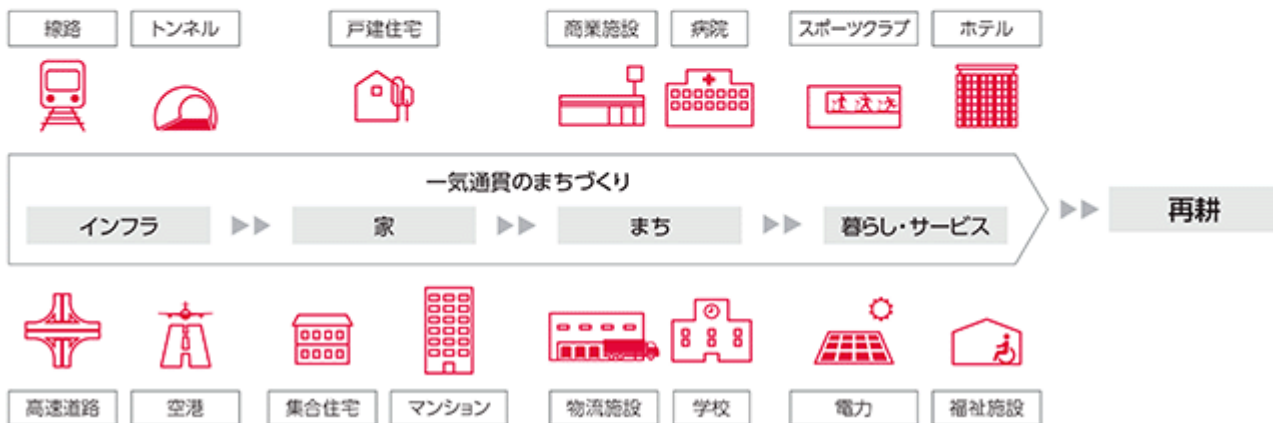 線路
トンネル
戸建住宅
商業施設
病院
スポーツクラブ
ホテル
一気通貫のまちづくり
インフラ
家
まち
暮らし・サービス
再耕
高速道路
空港
集合住宅
マンション
物流施設
学校
電力
福祉施設